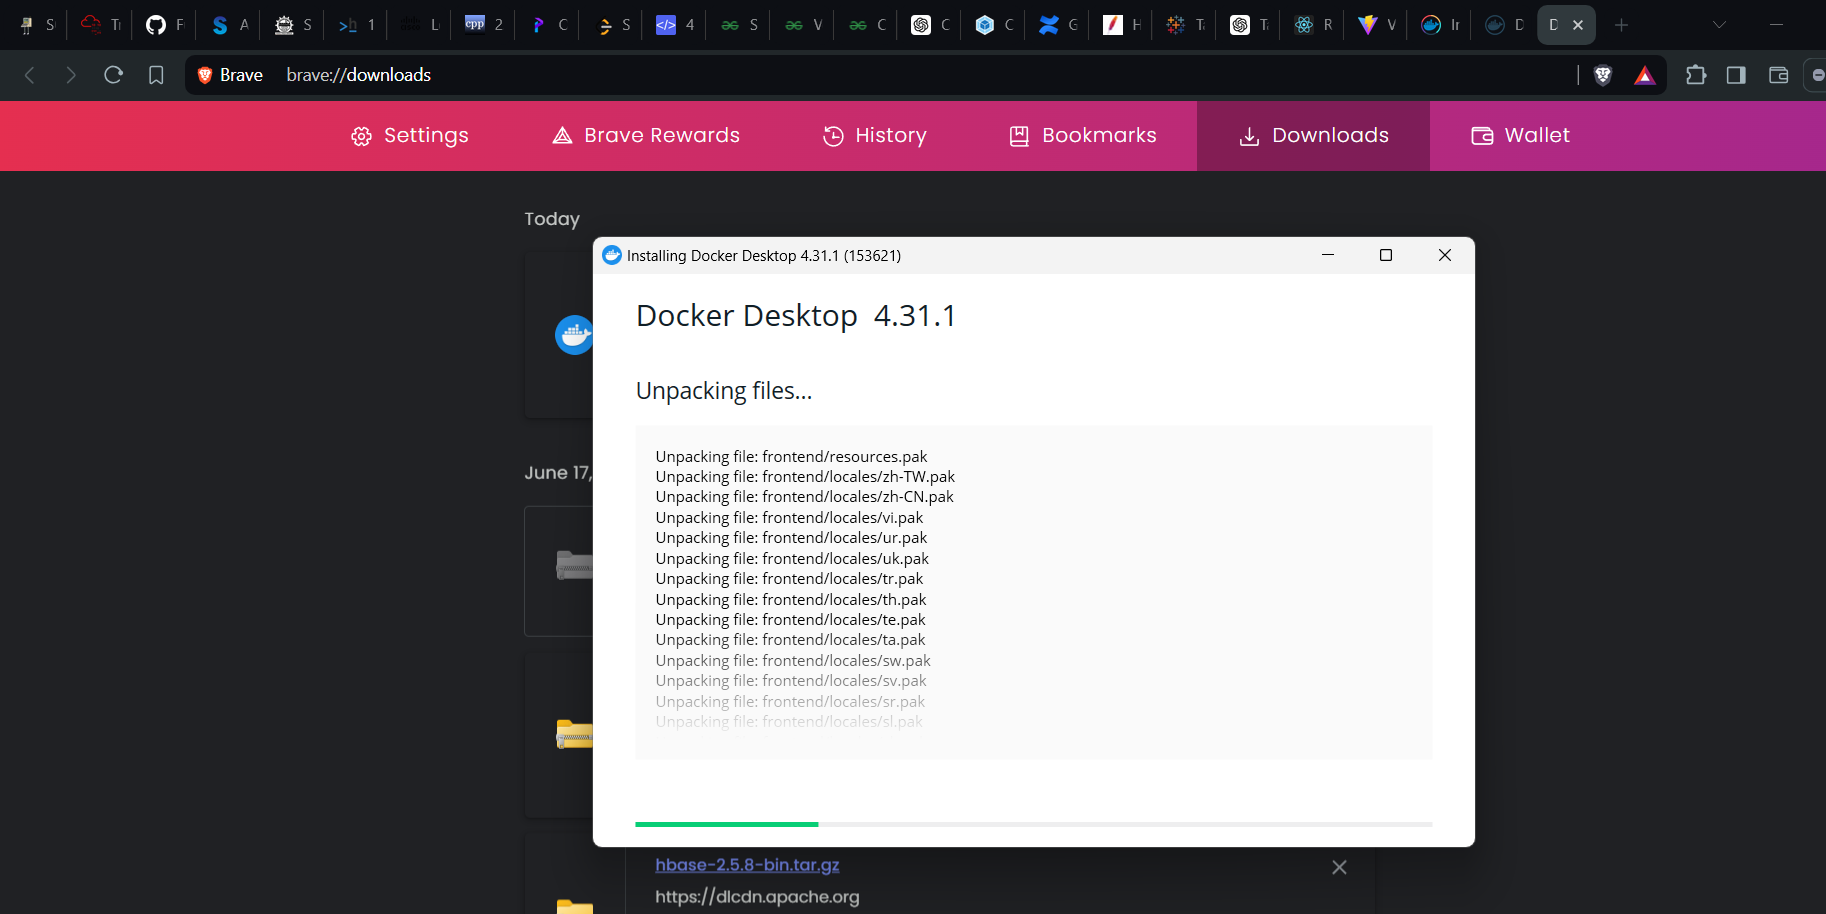 S
T
F
A
S
1
L
cpp 2
C
S
</> 4
S
V
C
C
C
G
H
T
T
R
V
In
D
D
Brave brave://downloads
Settings
Brave Rewards
History
Bookmarks
Downloads
Wallet
Today
Installing Docker Desktop 4.31.1 (153621)
Docker Desktop 4.31.1
Unpacking files...
Unpacking file: frontend/resources.pak
Unpacking file: frontend/locales/zh-TW.pak
Unpacking file: frontend/locales/zh-CN.pak
Unpacking file: frontend/locales/vi.pak
Unpacking file: frontend/locales/ur.pak
Unpacking file: frontend/locales/uk.pak
Unpacking file: frontend/locales/tr.pak
Unpacking file: frontend/locales/th.pak
Unpacking file: frontend/locales/te.pak
Unpacking file: frontend/locales/ta.pak
Unpacking file: frontend/locales/sw.pak
Unpacking file: frontend/locales/sv.pak
Unpacking file: frontend/locales/sr.pak
Unpacking file: frontend/locales/sl.pak
June 17,
hbase-2.5.8-bin.tar.gz
https://dlcdn.apache.org